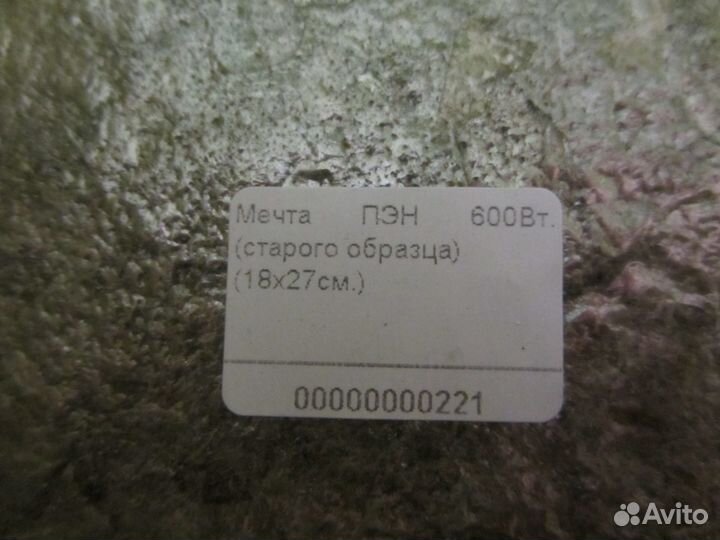 Мечта ПЭН 600Вт.
(старого образца)
(18х27см.)
00000000221
Avito